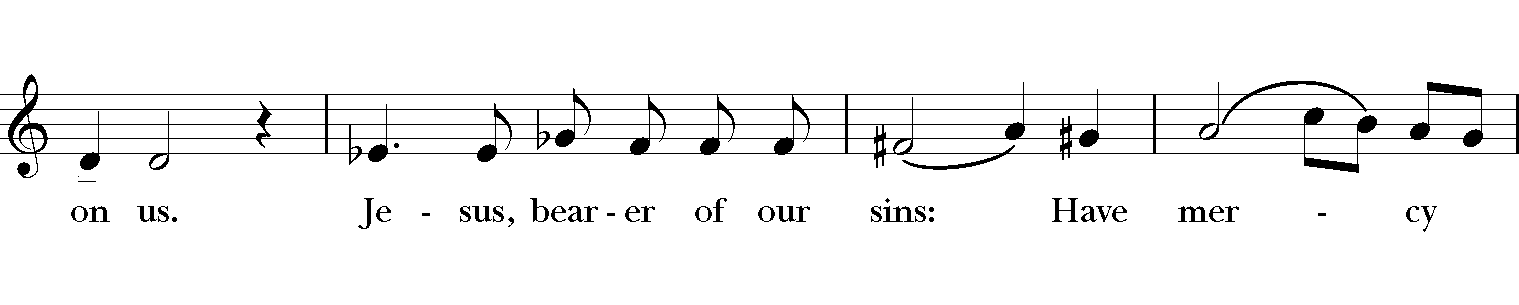 on us. Je - sus, bear - er of our sins: Have mer - cy